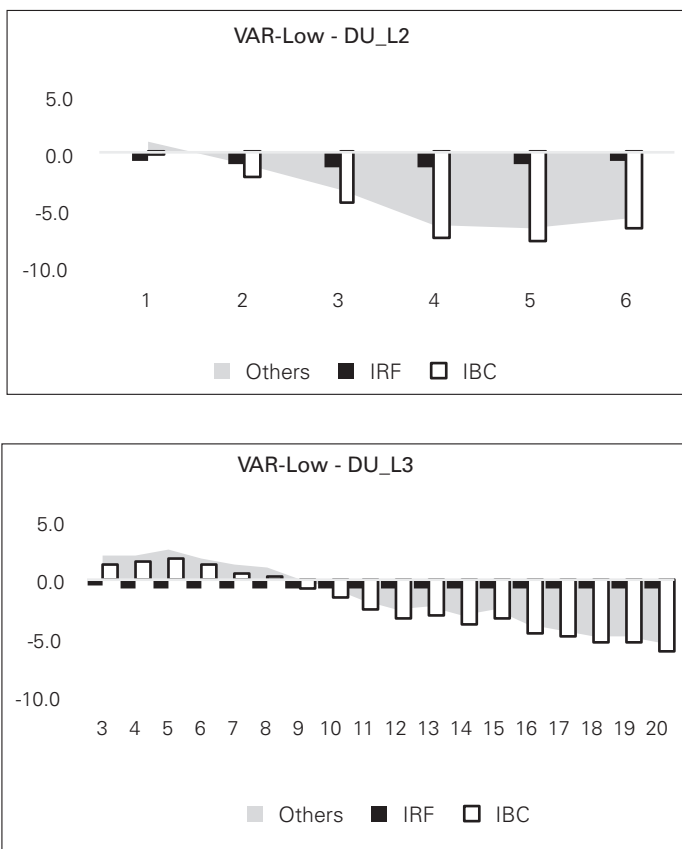 VAR-Low - DU_L2
5.0
0.0
-5.0
-10.0
1 2 3 4 5 6
Others IRF IBC
VAR-Low - DU_L3
5.0
0.0
-5.0
-10.0
3 4 5 6 7 8 9 10 11 12 13 14 15 16 17 18 19 20
Others IRF IBC